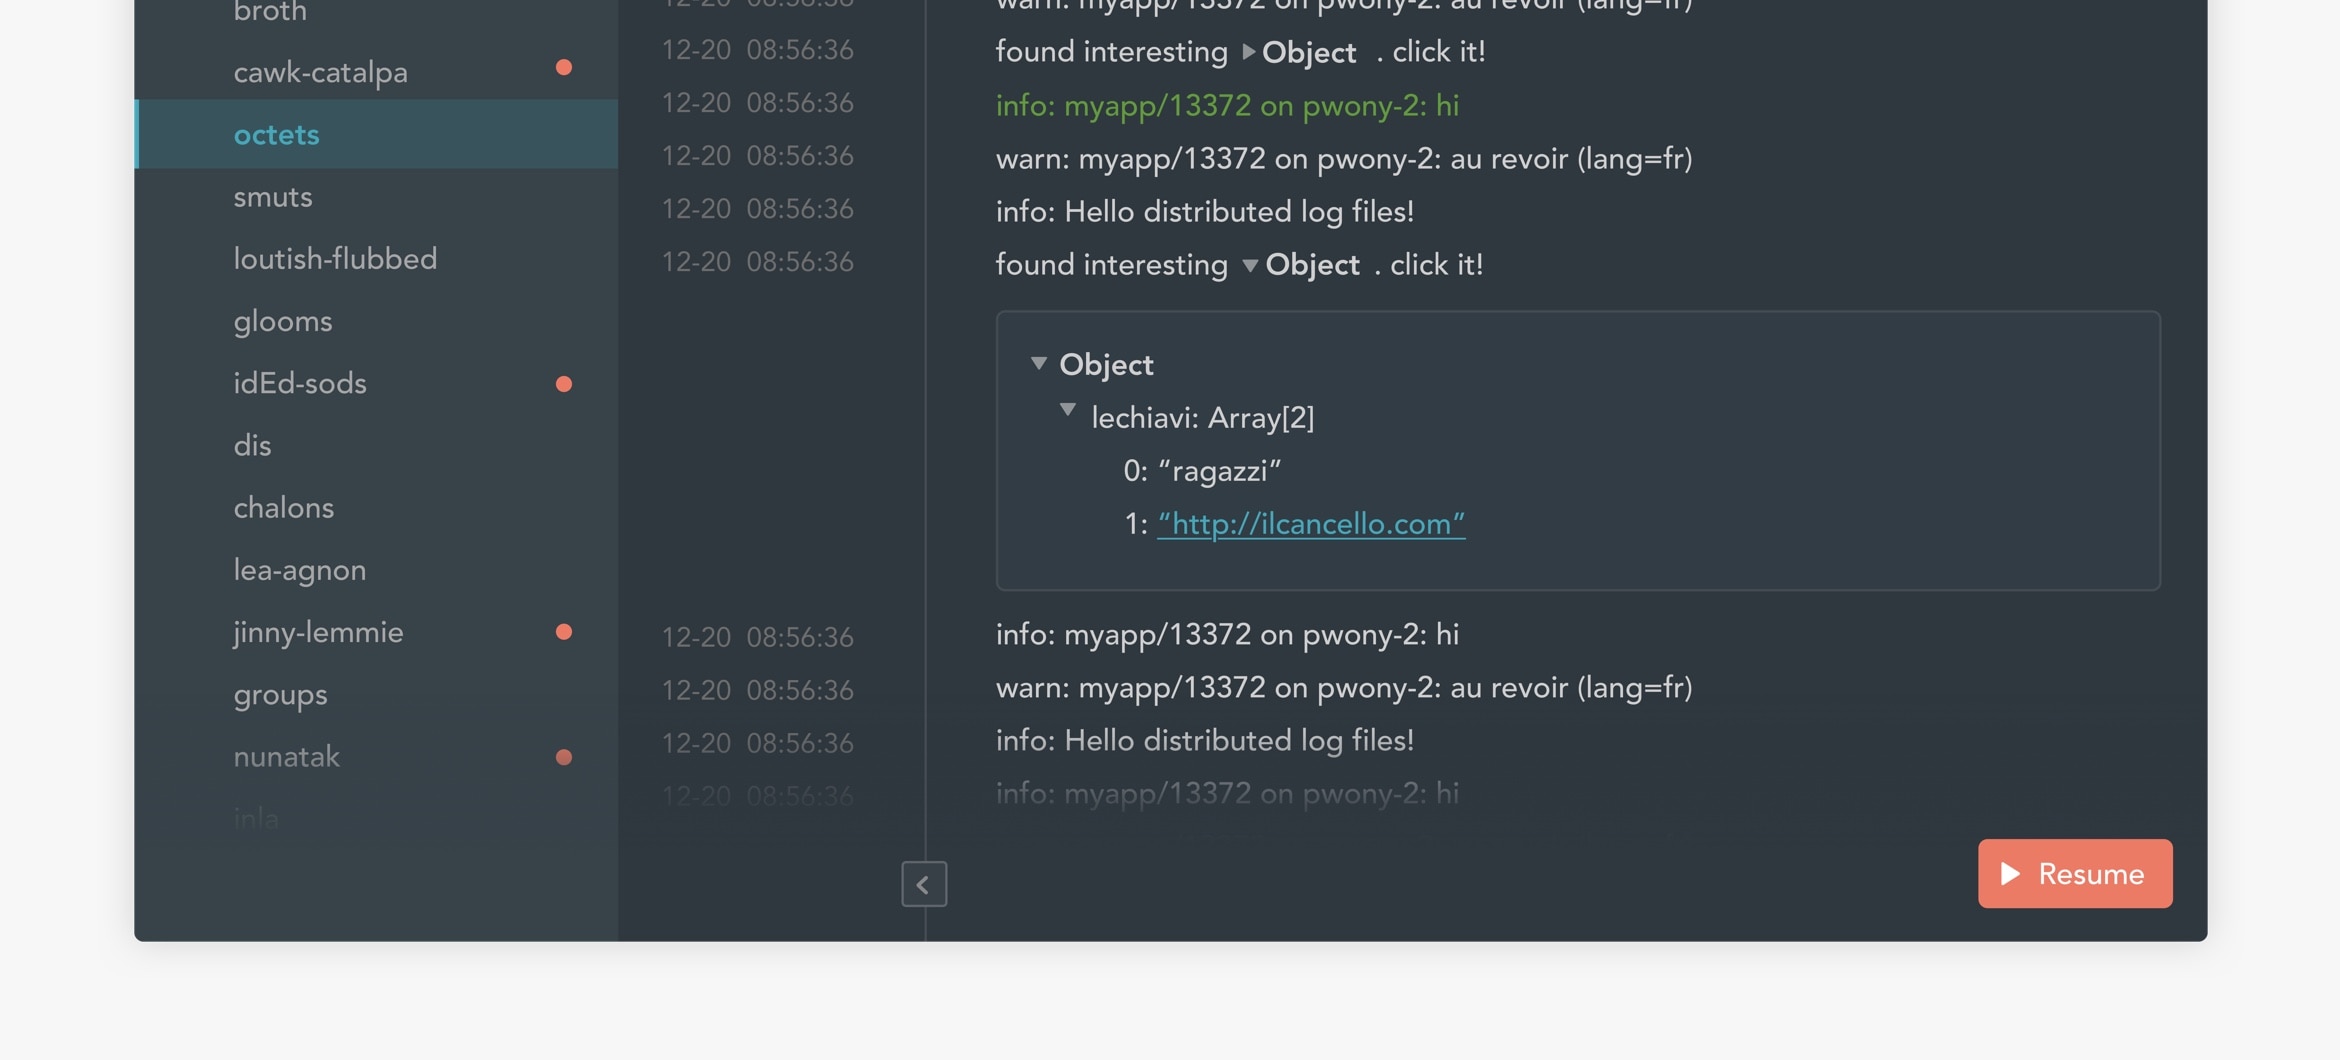 broth
cawk-catalpa
octets
smuts
loutish-flubbed
glooms
idEd-sods
dis
chalons
lea-agnon
jinny-lemmie
groups
nunatak
inla
12-20 08:56:36 warn: myapp/13372 on pwony-2: au revoir (lang=fr)
12-20 08:56:36 found interesting Object . click it!
12-20 08:56:36 info: myapp/13372 on pwony-2: hi
12-20 08:56:36 warn: myapp/13372 on pwony-2: au revoir (lang=fr)
12-20 08:56:36 info: Hello distributed log files!
12-20 08:56:36 found interesting Object . click it!
Object
lechiavi: Array[2]
0: “ragazzi”
1: “http://ilcancello.com”
12-20 08:56:36 info: myapp/13372 on pwony-2: hi
12-20 08:56:36 warn: myapp/13372 on pwony-2: au revoir (lang=fr)
12-20 08:56:36 info: Hello distributed log files!
12-20 08:56:36 info: myapp/13372 on pwony-2: hi
Resume